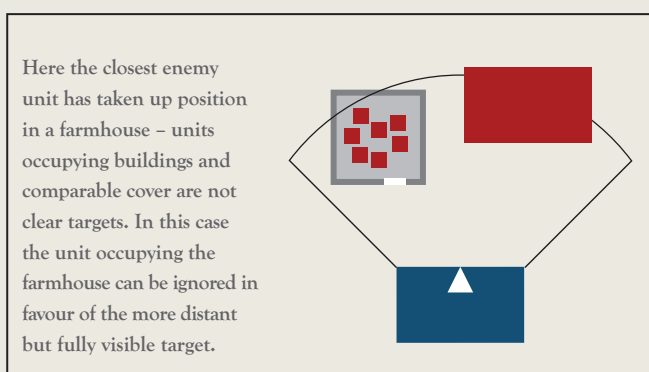 Here the closest enemy
unit has taken up position
in a farmhouse – units
occupying buildings and
comparable cover are not
clear targets. In this case
the unit occupying the
farmhouse can be ignored in
favour of the more distant
but fully visible target.